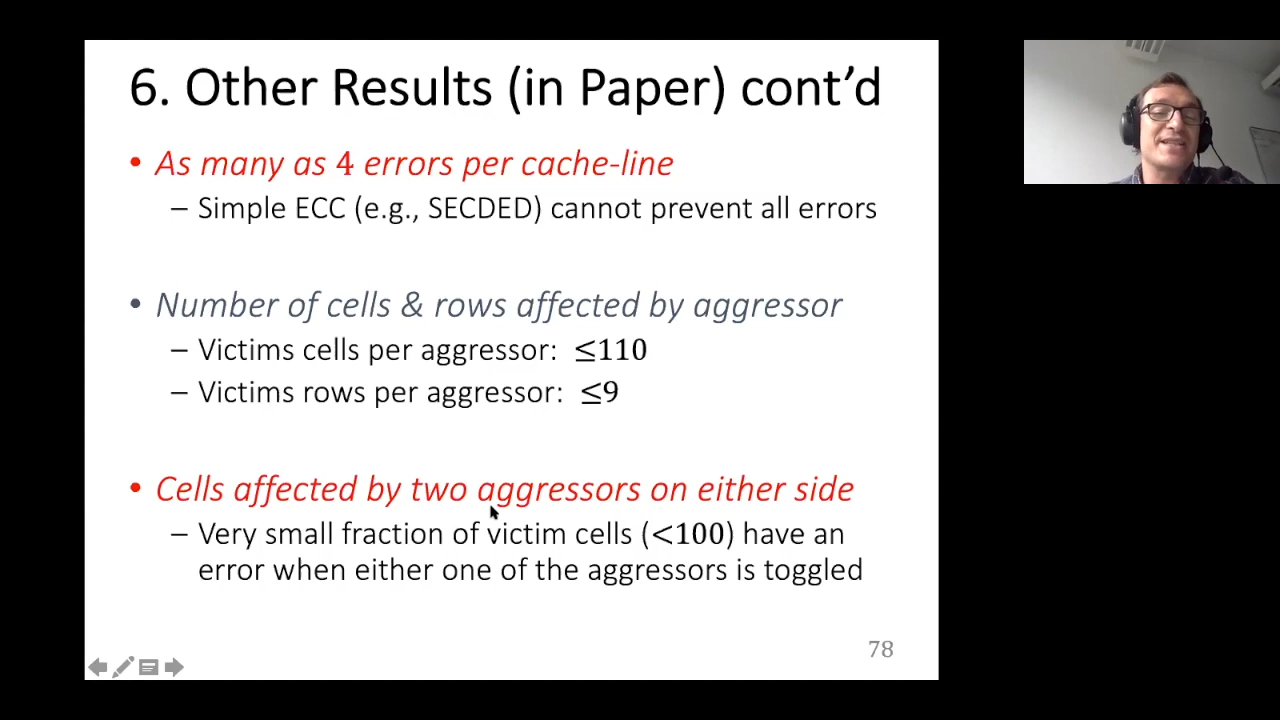 6. Other Results (in Paper) cont’d
• As many as 4 errors per cache-line
– Simple ECC (e.g., SECDED) cannot prevent all errors
• Number of cells & rows affected by aggressor
– Victims cells per aggressor: ≤110
– Victims rows per aggressor: ≤9
• Cells affected by two aggressors on either side
– Very small fraction of victim cells (<100) have an
error when either one of the aggressors is toggled
78